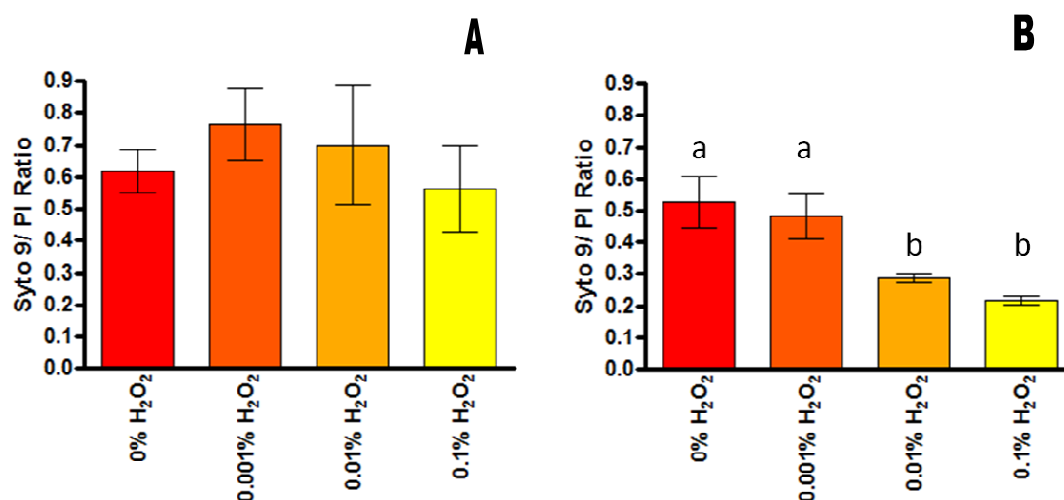 A
Syto 9/ PI Ratio
0.9
0.8
0.7
0.6
0.5
0.4
0.3
0.2
0.1
0.0
0% H₂O₂
0.001% H₂O₂
0.01% H₂O₂
0.1% H₂O₂
B
Syto 9/ PI Ratio
0.9
0.8
0.7
0.6
0.5
0.4
0.3
0.2
0.1
0.0
a
a
b
b
0% H₂O₂
0.001% H₂O₂
0.01% H₂O₂
0.1% H₂O₂